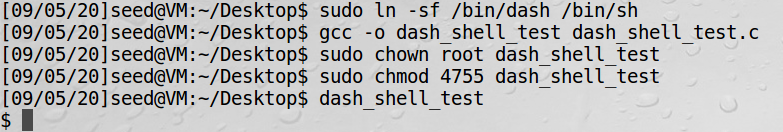 [09/05/20]seed@VM:~/Desktop$ sudo ln -sf /bin/dash /bin/sh
[09/05/20]seed@VM:~/Desktop$ gcc -o dash_shell_test dash_shell_test.c
[09/05/20]seed@VM:~/Desktop$ sudo chown root dash_shell_test
[09/05/20]seed@VM:~/Desktop$ sudo chmod 4755 dash_shell_test
[09/05/20]seed@VM:~/Desktop$ dash_shell_test
$